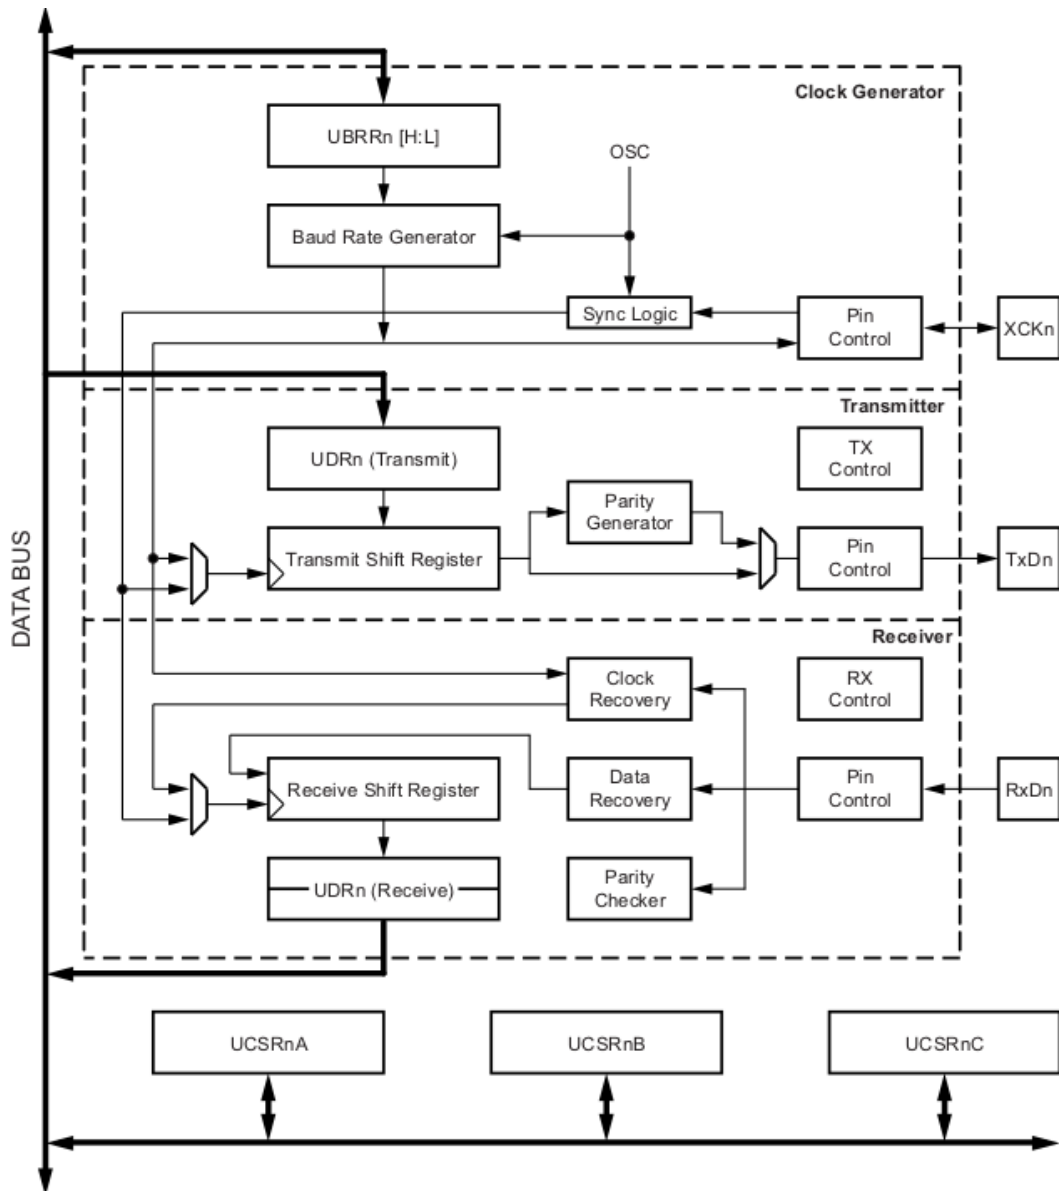 Clock Generator
UBRRn [H:L]
OSC
Baud Rate Generator
Sync Logic
Pin
Control
XCKn
Transmitter
UDRn (Transmit)
TX
Control
Parity
Generator
Transmit Shift Register
Pin
Control
TxDn
DATA BUS
Receiver
Clock
Recovery
RX
Control
Receive Shift Register
Data
Recovery
Pin
Control
RxDn
UDRn (Receive)
Parity
Checker
UCSRnA
UCSRnB
UCSRnC